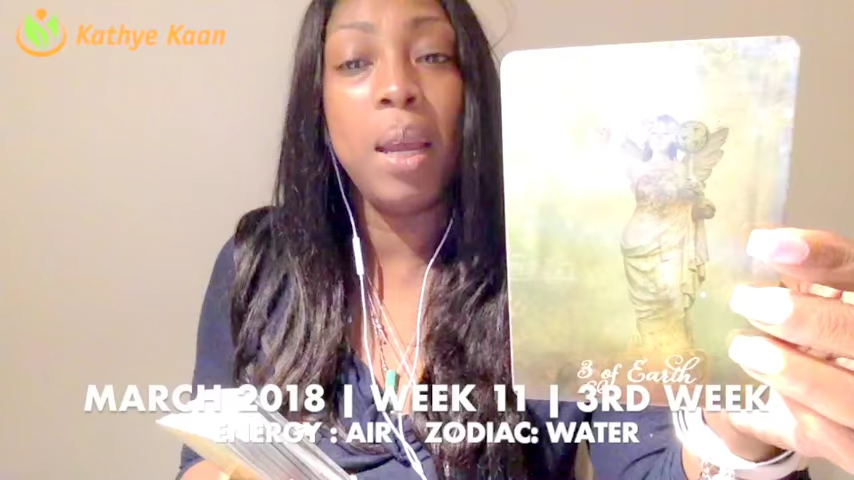 Kathye Kaan
3 of Earth
MARCH 2018 | WEEK 11 | 3RD WEEK
ENERGY : AIR ZODIAC: WATER